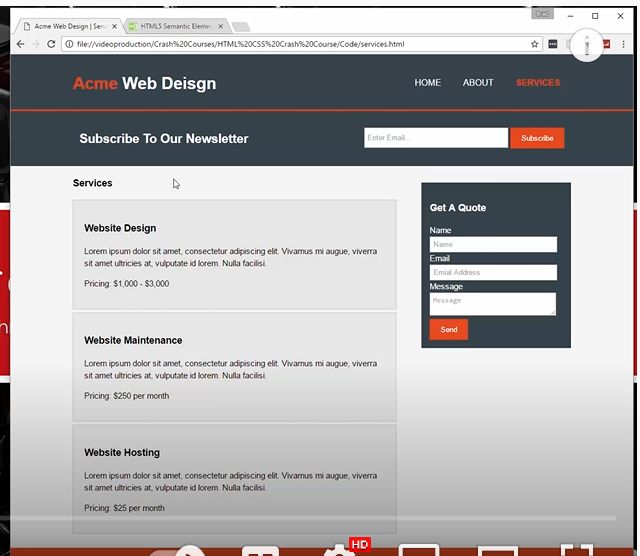 Acme Web Design | Serv
HTML5 Semantic Eleme
file://videoproduction/Crash%20Courses/HTML%20CSS%20Crash%20Course/Code/services.html
Acme Web Deisgn
HOME ABOUT SERVICES
Subscribe To Our Newsletter
Enter Email...
Subscribe
Services
Website Design
Lorem ipsum dolor sit amet, consectetur adipiscing elit. Vivamus mi augue, viverra
sit amet ultricies at, vulputate id lorem. Nulla facilisi.
Pricing: $1,000 - $3,000
Website Maintenance
Lorem ipsum dolor sit amet, consectetur adipiscing elit. Vivamus mi augue, viverra
sit amet ultricies at, vulputate id lorem. Nulla facilisi.
Pricing: $250 per month
Website Hosting
Lorem ipsum dolor sit amet, consectetur adipiscing elit. Vivamus mi augue, viverra
sit amet ultricies at, vulputate id lorem. Nulla facilisi.
Pricing: $25 per month
Get A Quote
Name
Name
Email
Emial Address
Message
Message
Send
HD